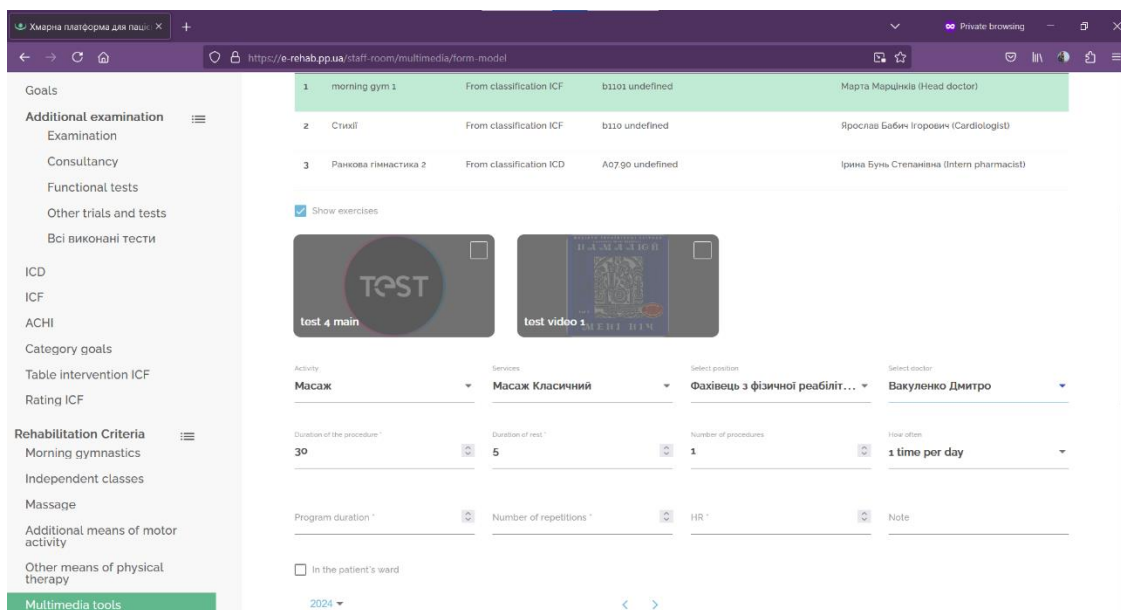 Хмарна платформа для паціє
Private browsing
https://e-rehab.pp.ua/staff-room/multimedia/form-model
Goals
Additional examination
Examination
Consultancy
Functional tests
Other trials and tests
Всі виконані тести
ICD
ICF
ACHI
Category goals
Table intervention ICF
Rating ICF
Rehabilitation Criteria
Morning gymnastics
Independent classes
Massage
Additional means of motor
activity
Other means of physical
therapy
Multimedia tools
1 morning gym 1 From classification ICF b1101 undefined Марта Марцінків (Head doctor)
2 Стихії From classification ICF b110 undefined Ярослав Бабич Ігорович (Cardiologist)
3 Ранкова гімнастика 2 From classification ICD A07.90 undefined Ірина Бунь Степанівна (Intern pharmacist)
Show exercises
TEST
test 4 main
test video 1
МЕНІ НІЧ
Activity Services Select position Select doctor
Масаж Масаж Класичний Фахівець з фізичної реабіліт... Вакуленко Дмитро
Duration of the procedure * Duration of rest * Number of procedures How often
30 5 1 1 time per day
Program duration * Number of repetitions * HR * Note
In the patient's ward
2024